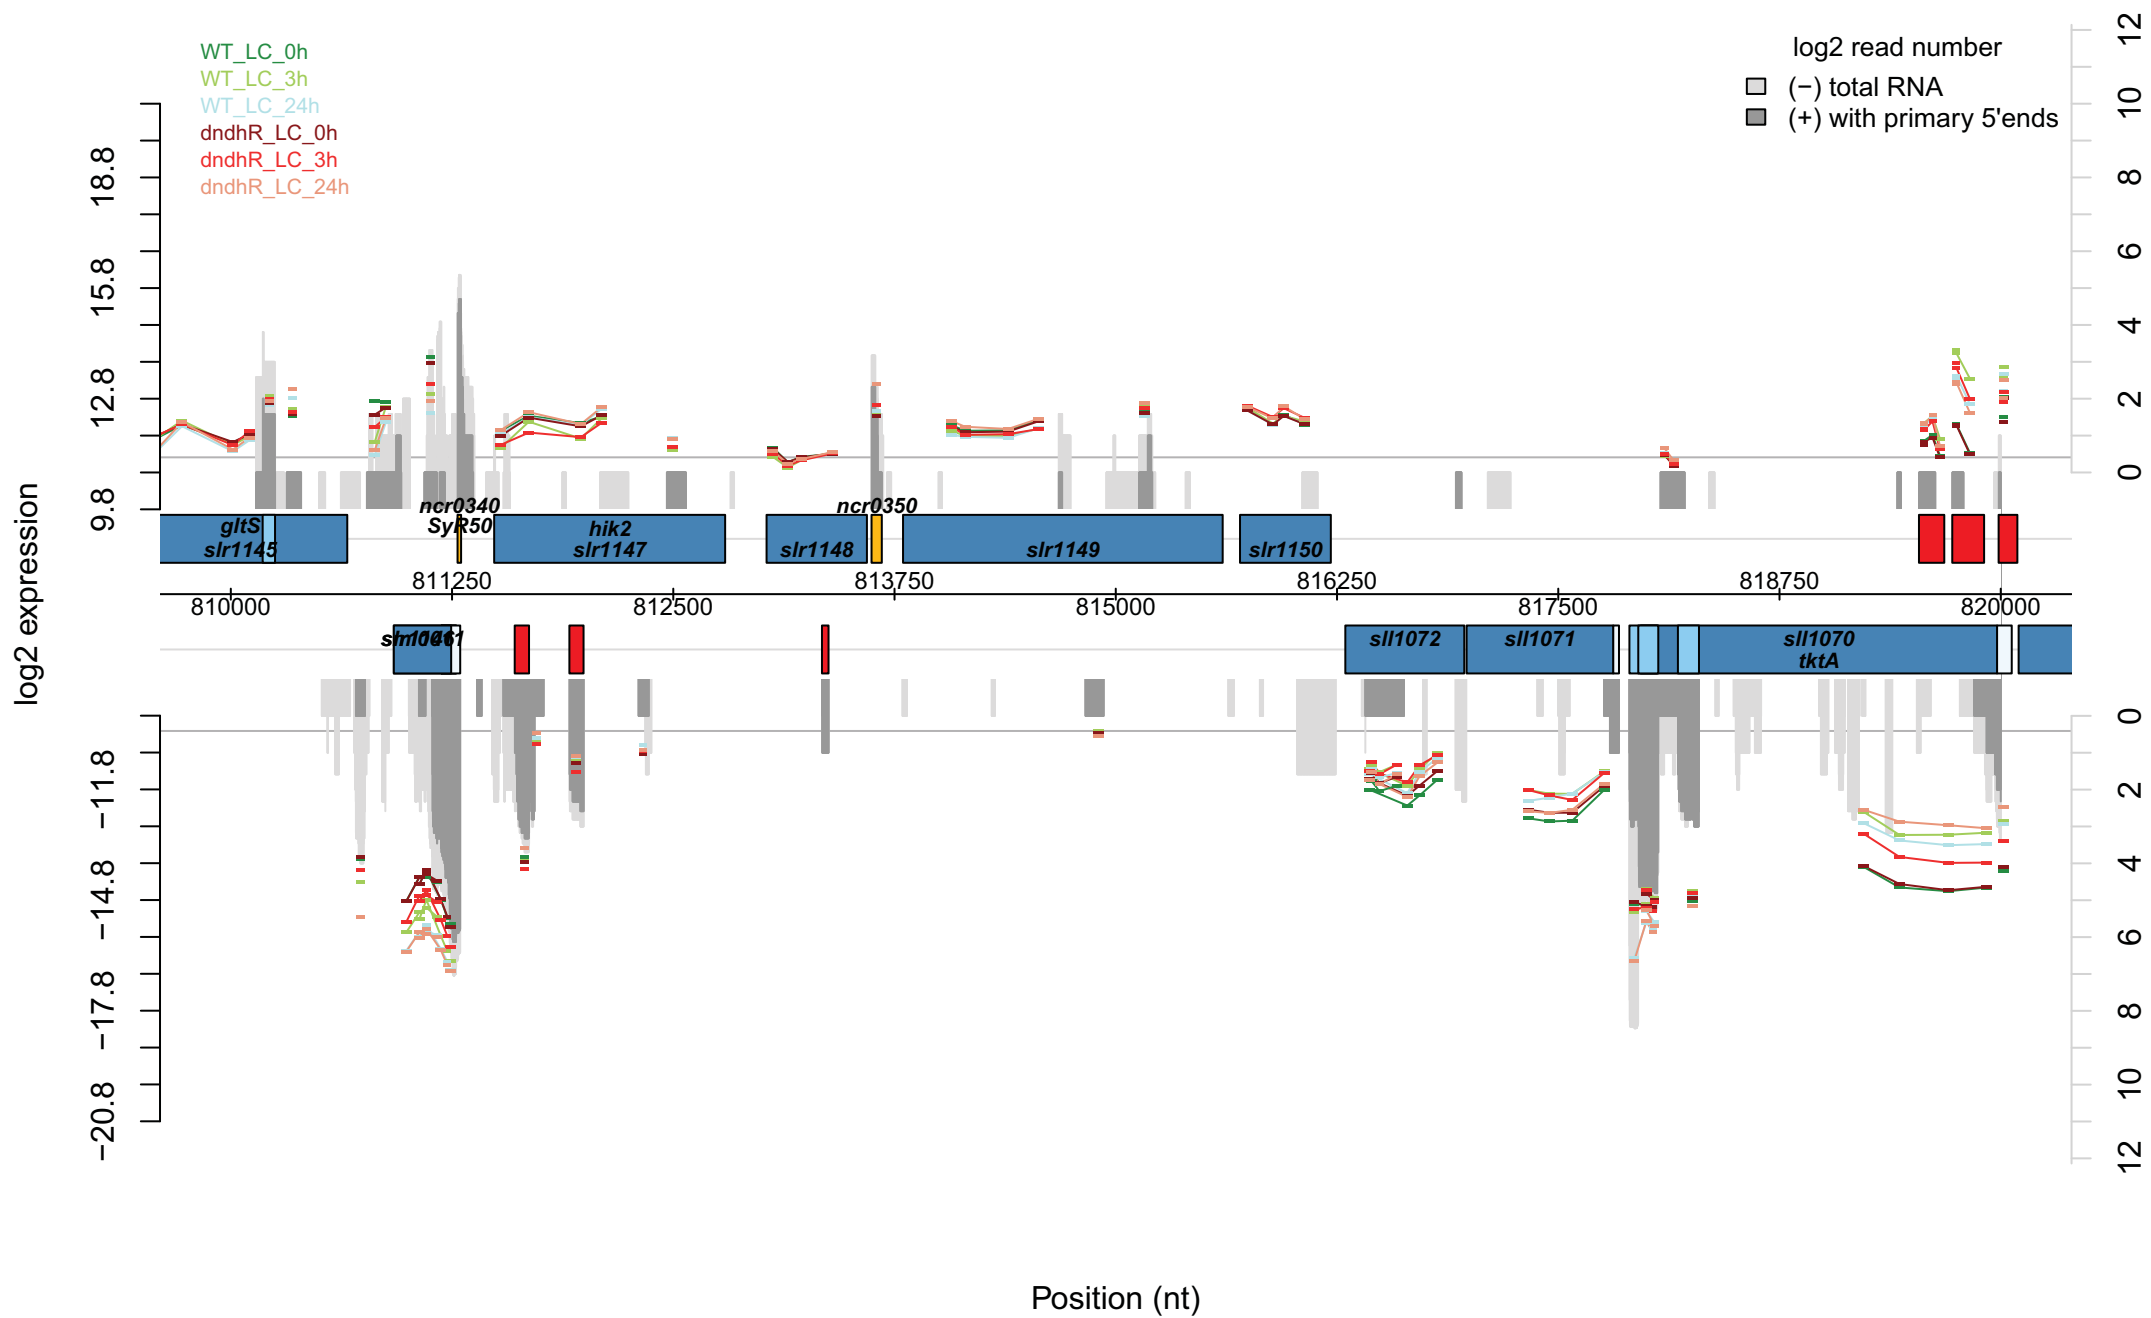 WT_LC_0h
WT_LC_3h
WT_LC_24h
dndhR_LC_0h
dndhR_LC_3h
dndhR_LC_24h
log2 read number
(−) total RNA
(+) with primary 5'ends
log2 expression
9.8 12.8 15.8 18.8
0 2 4 6 8 10 12
ncr0340
SyR50
ncr0350
gltS
slr1145
hik2
slr1147
slr1148
slr1149
slr1150
811250 813750 816250 818750
810000 812500 815000 817500 820000
sll1072
sll1071
sll1070
tktA
−20.8 −17.8 −14.8 −11.8
0 2 4 6 8 10 12
Position (nt)